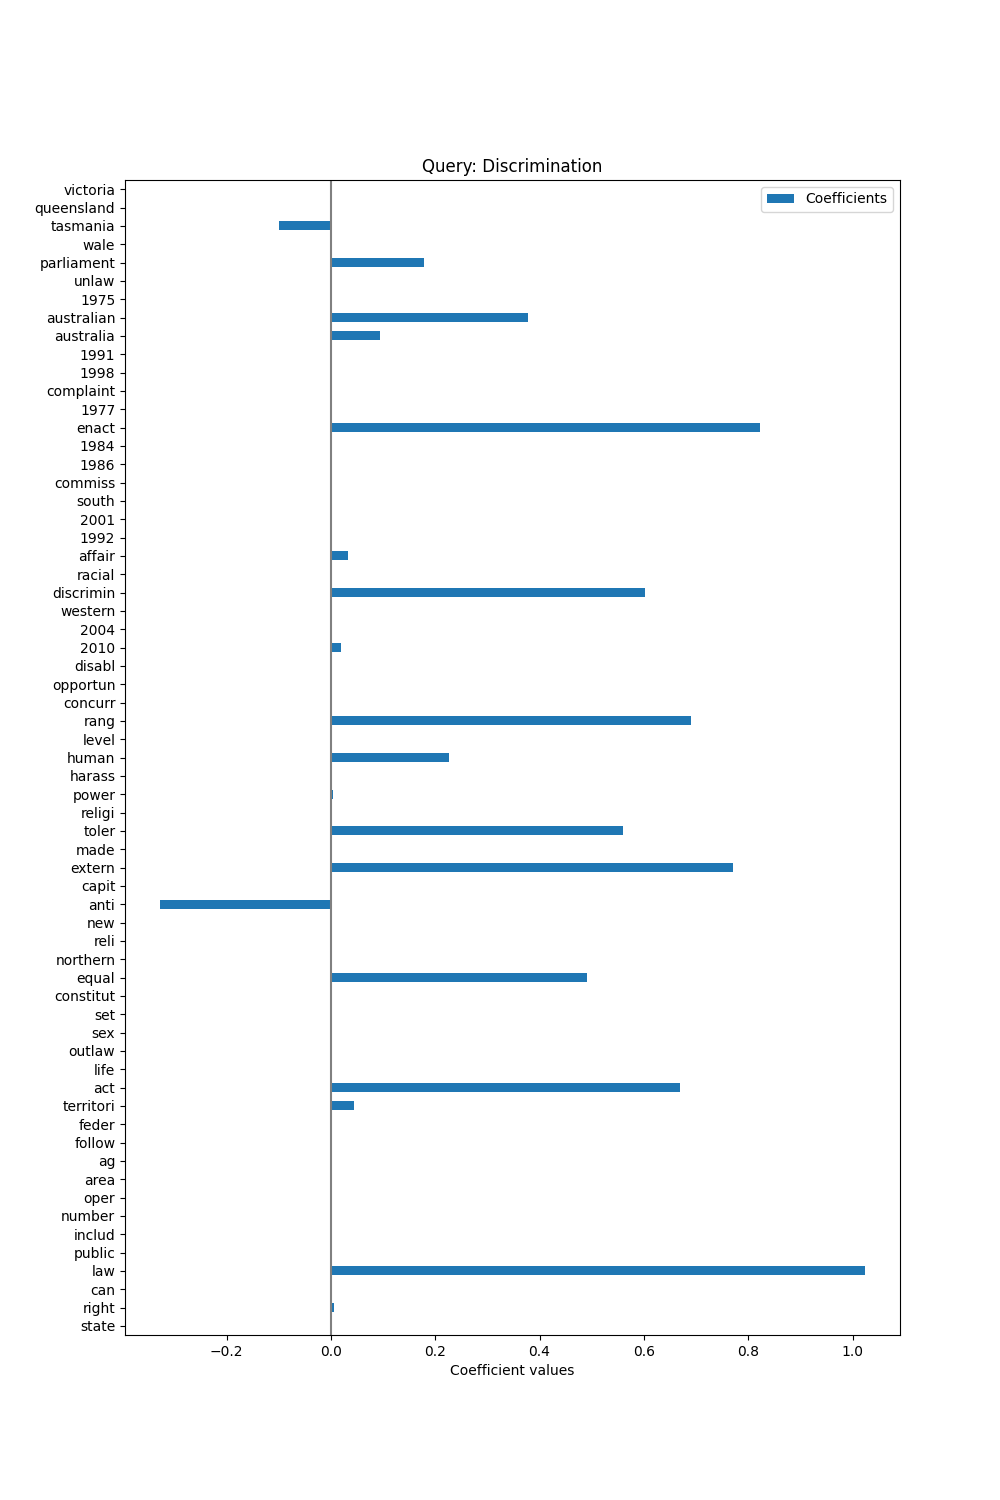 Query: Discrimination
Coefficients
victoria
queensland
tasmania
wale
parliament
unlaw
1975
australian
australia
1991
1998
complaint
1977
enact
1984
1986
commiss
south
2001
1992
affair
racial
discrimin
western
2004
2010
disabl
opportun
concurr
rang
level
human
harass
power
religi
toler
made
extern
capit
anti
new
reli
northern
equal
constitut
set
sex
outlaw
life
act
territori
feder
follow
ag
area
oper
number
includ
public
law
can
right
state
−0.2 0.0 0.2 0.4 0.6 0.8 1.0
Coefficient values